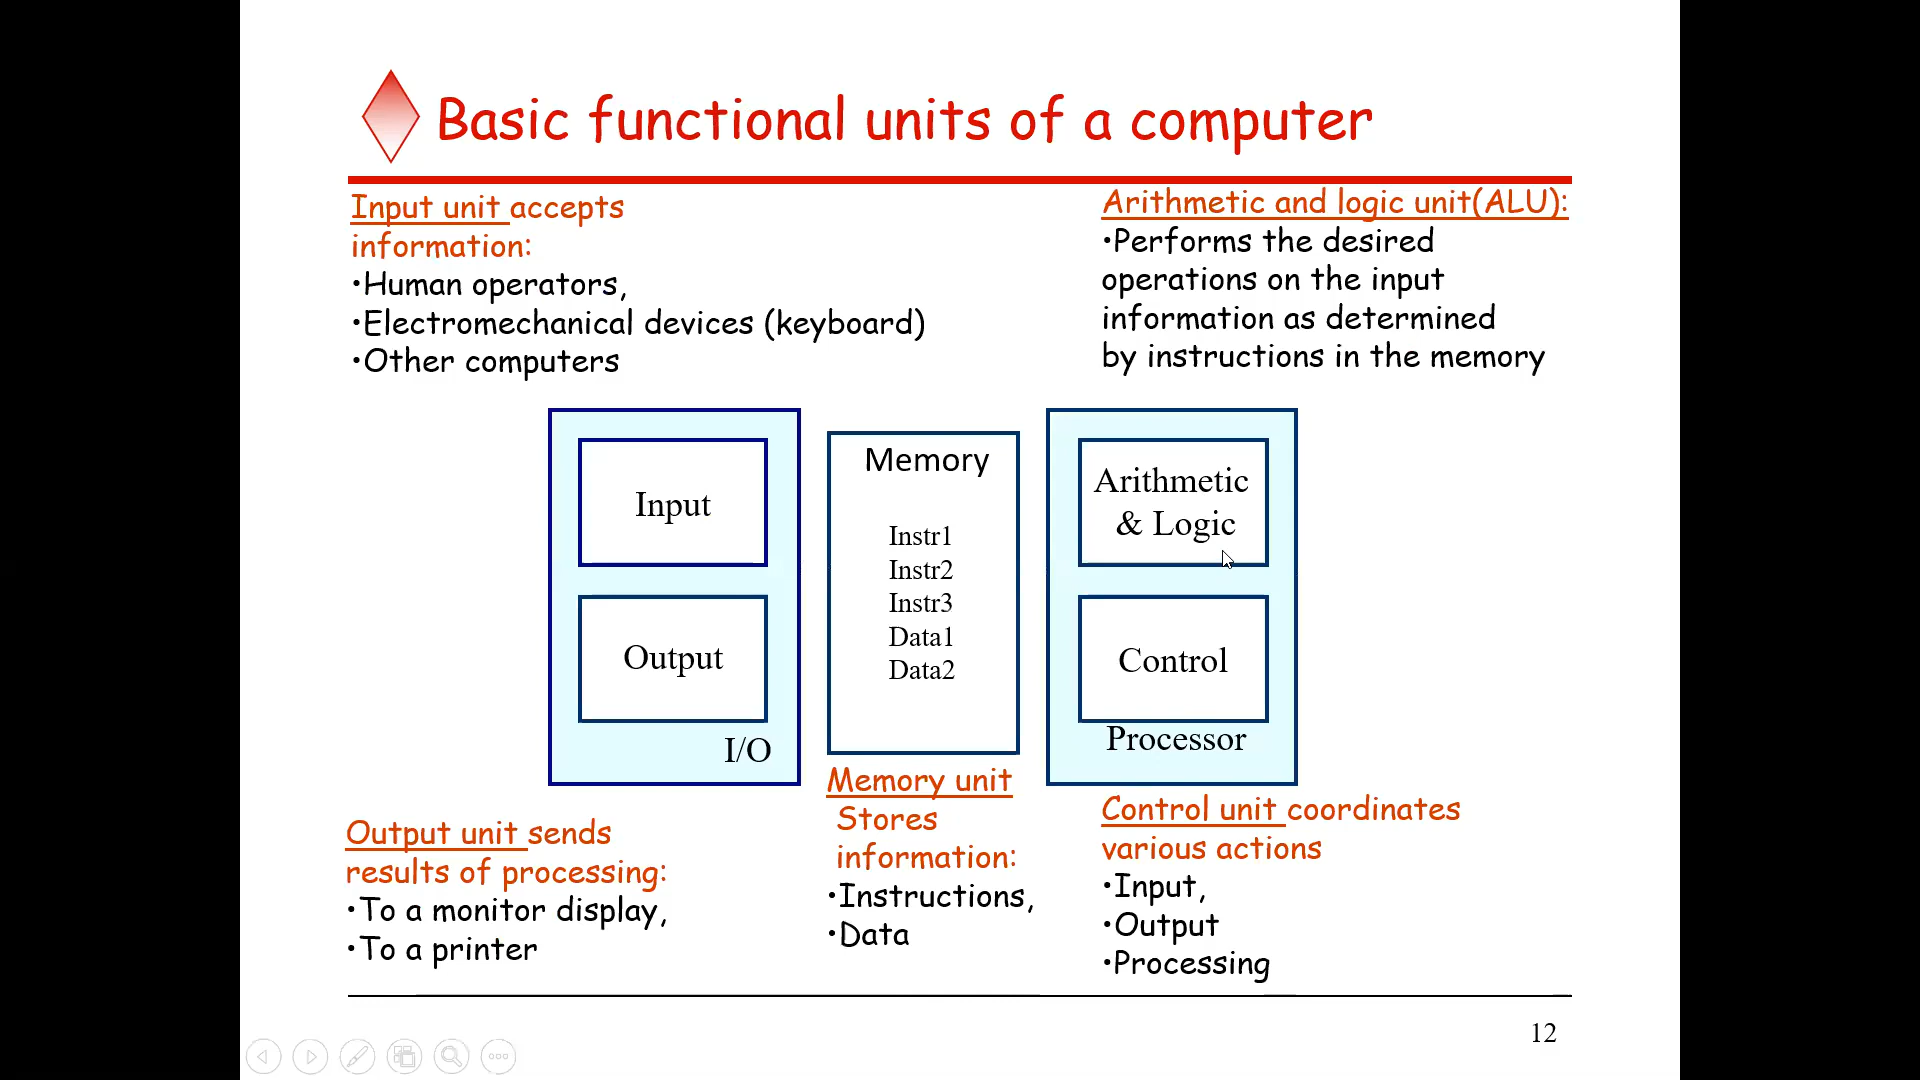 Basic functional units of a computer
Input unit accepts
information:
•Human operators,
•Electromechanical devices (keyboard)
•Other computers
Arithmetic and logic unit(ALU):
•Performs the desired
operations on the input
information as determined
by instructions in the memory
Input
Output
I/O
Memory
Instr1
Instr2
Instr3
Data1
Data2
Arithmetic
& Logic
Control
Processor
Output unit sends
results of processing:
•To a monitor display,
•To a printer
Memory unit
Stores
information:
•Instructions,
•Data
Control unit coordinates
various actions
•Input,
•Output
•Processing
12